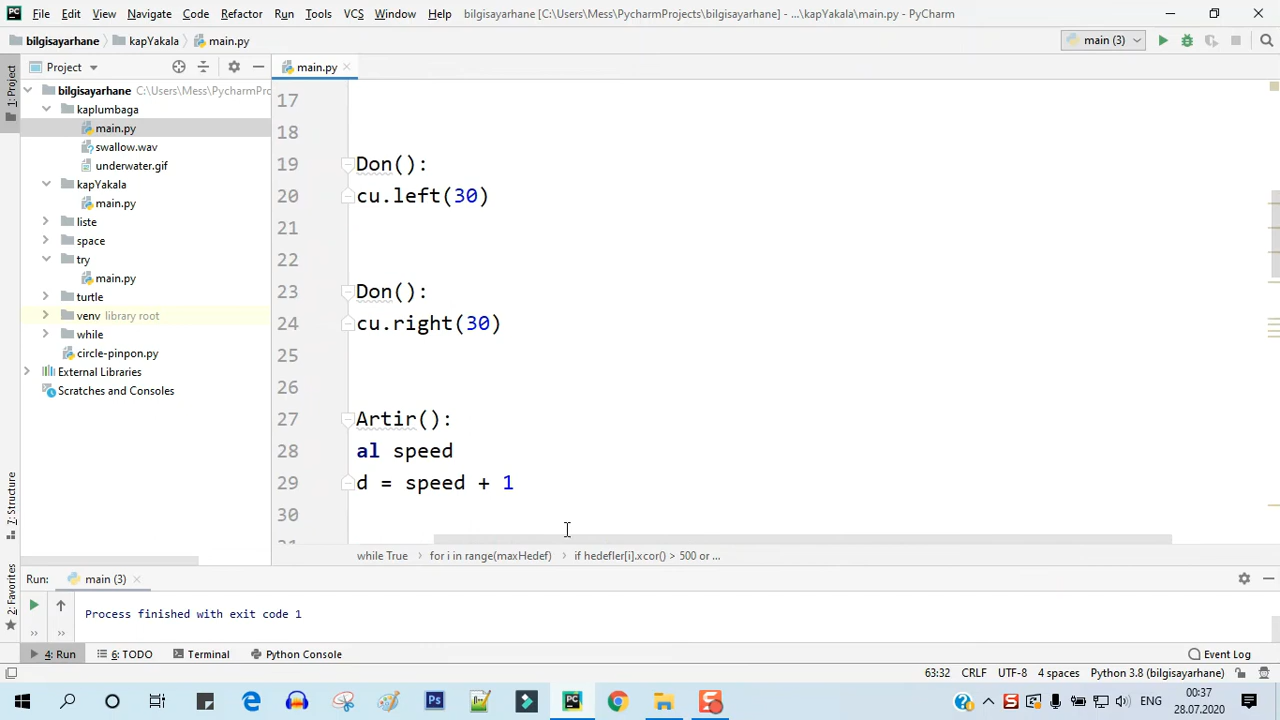 File Edit View Navigate Code Refactor Run Tools VCS Window Help bilgisayarhane [C:\Users\Mess\PycharmProjects\bilgisayarhane] - ...\kapYakala\main.py - PyCharm
bilgisayarhane kapYakala main.py main (3)
1: Project
Project
main.py
bilgisayarhane C:\Users\Mess\PycharmPro
kaplumbaga
main.py
swallow.wav
underwater.gif
kapYakala
main.py
liste
space
try
main.py
turtle
venv library root
while
circle-pinpon.py
External Libraries
Scratches and Consoles
17
18
19 Don():
20 cu.left(30)
21
22
23 Don():
24 cu.right(30)
25
26
27 Artir():
28 al speed
29 d = speed + 1
30
31
while True for i in range(maxHedef) if hedefler[i].xcor() > 500 or ...
7: Structure
2: Favorites
Run: main (3)
Process finished with exit code 1
4: Run 6: TODO Terminal Python Console Event Log
63:32 CRLF UTF-8 4 spaces Python 3.8 (bilgisayarhane)
00:37
ENG
28.07.2020